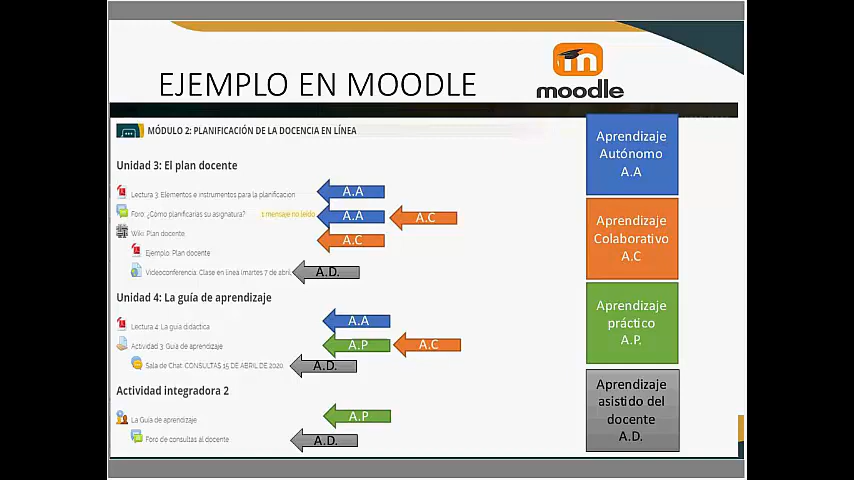 EJEMPLO EN MOODLE
moodle
MÓDULO 2: PLANIFICACIÓN DE LA DOCENCIA EN LÍNEA
Unidad 3: El plan docente
Lectura 3: Elementos e instrumentos para la planificación
A.A
Foro: ¿Cómo planificarías su asignatura? 1 mensaje no leído
A.A
A.C
Wiki: Plan docente
A.C
Ejemplo: Plan docente
Videoconferencia: Clase en línea (martes 7 de abril
A.D.
Unidad 4: La guía de aprendizaje
Lectura 4: La guía didáctica
A.A
Actividad 3: Guía de aprendizaje
A.P
A.C
Sala de Chat: CONSULTAS 15 DE ABRIL DE 2020
A.D.
Actividad integradora 2
La Guía de aprendizaje
A.P
Foro de consultas al docente
A.D.
Aprendizaje
Autónomo
A.A
Aprendizaje
Colaborativo
A.C
Aprendizaje
práctico
A.P.
Aprendizaje
asistido del
docente
A.D.